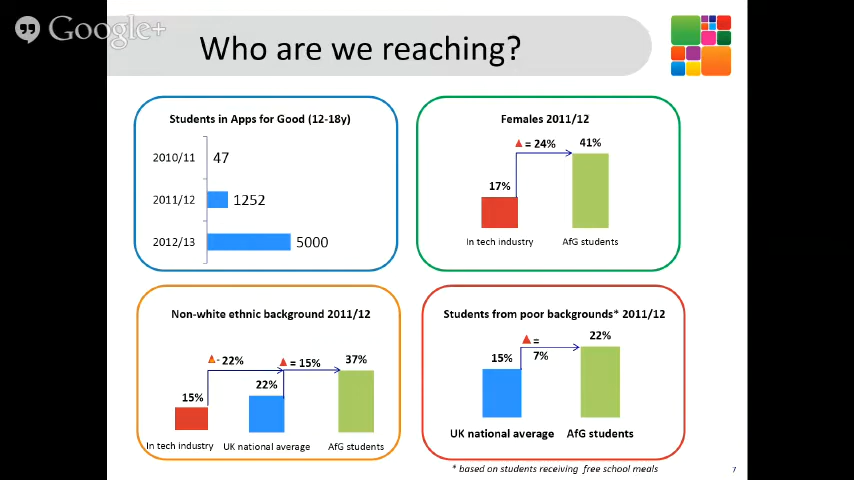 Google+
Who are we reaching?
Students in Apps for Good (12-18y)
2010/11 47
2011/12 1252
2012/13 5000
Females 2011/12
= 24% 41%
17%
In tech industry AfG students
Non-white ethnic background 2011/12
22% = 15% 37%
15% 22%
In tech industry UK national average AfG students
Students from poor backgrounds* 2011/12
= 22%
15% 7%
UK national average AfG students
* based on students receiving free school meals
7